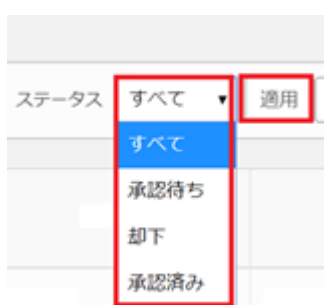 ステータス すべて ▼ 適用
すべて
承認待ち
却下
承認済み